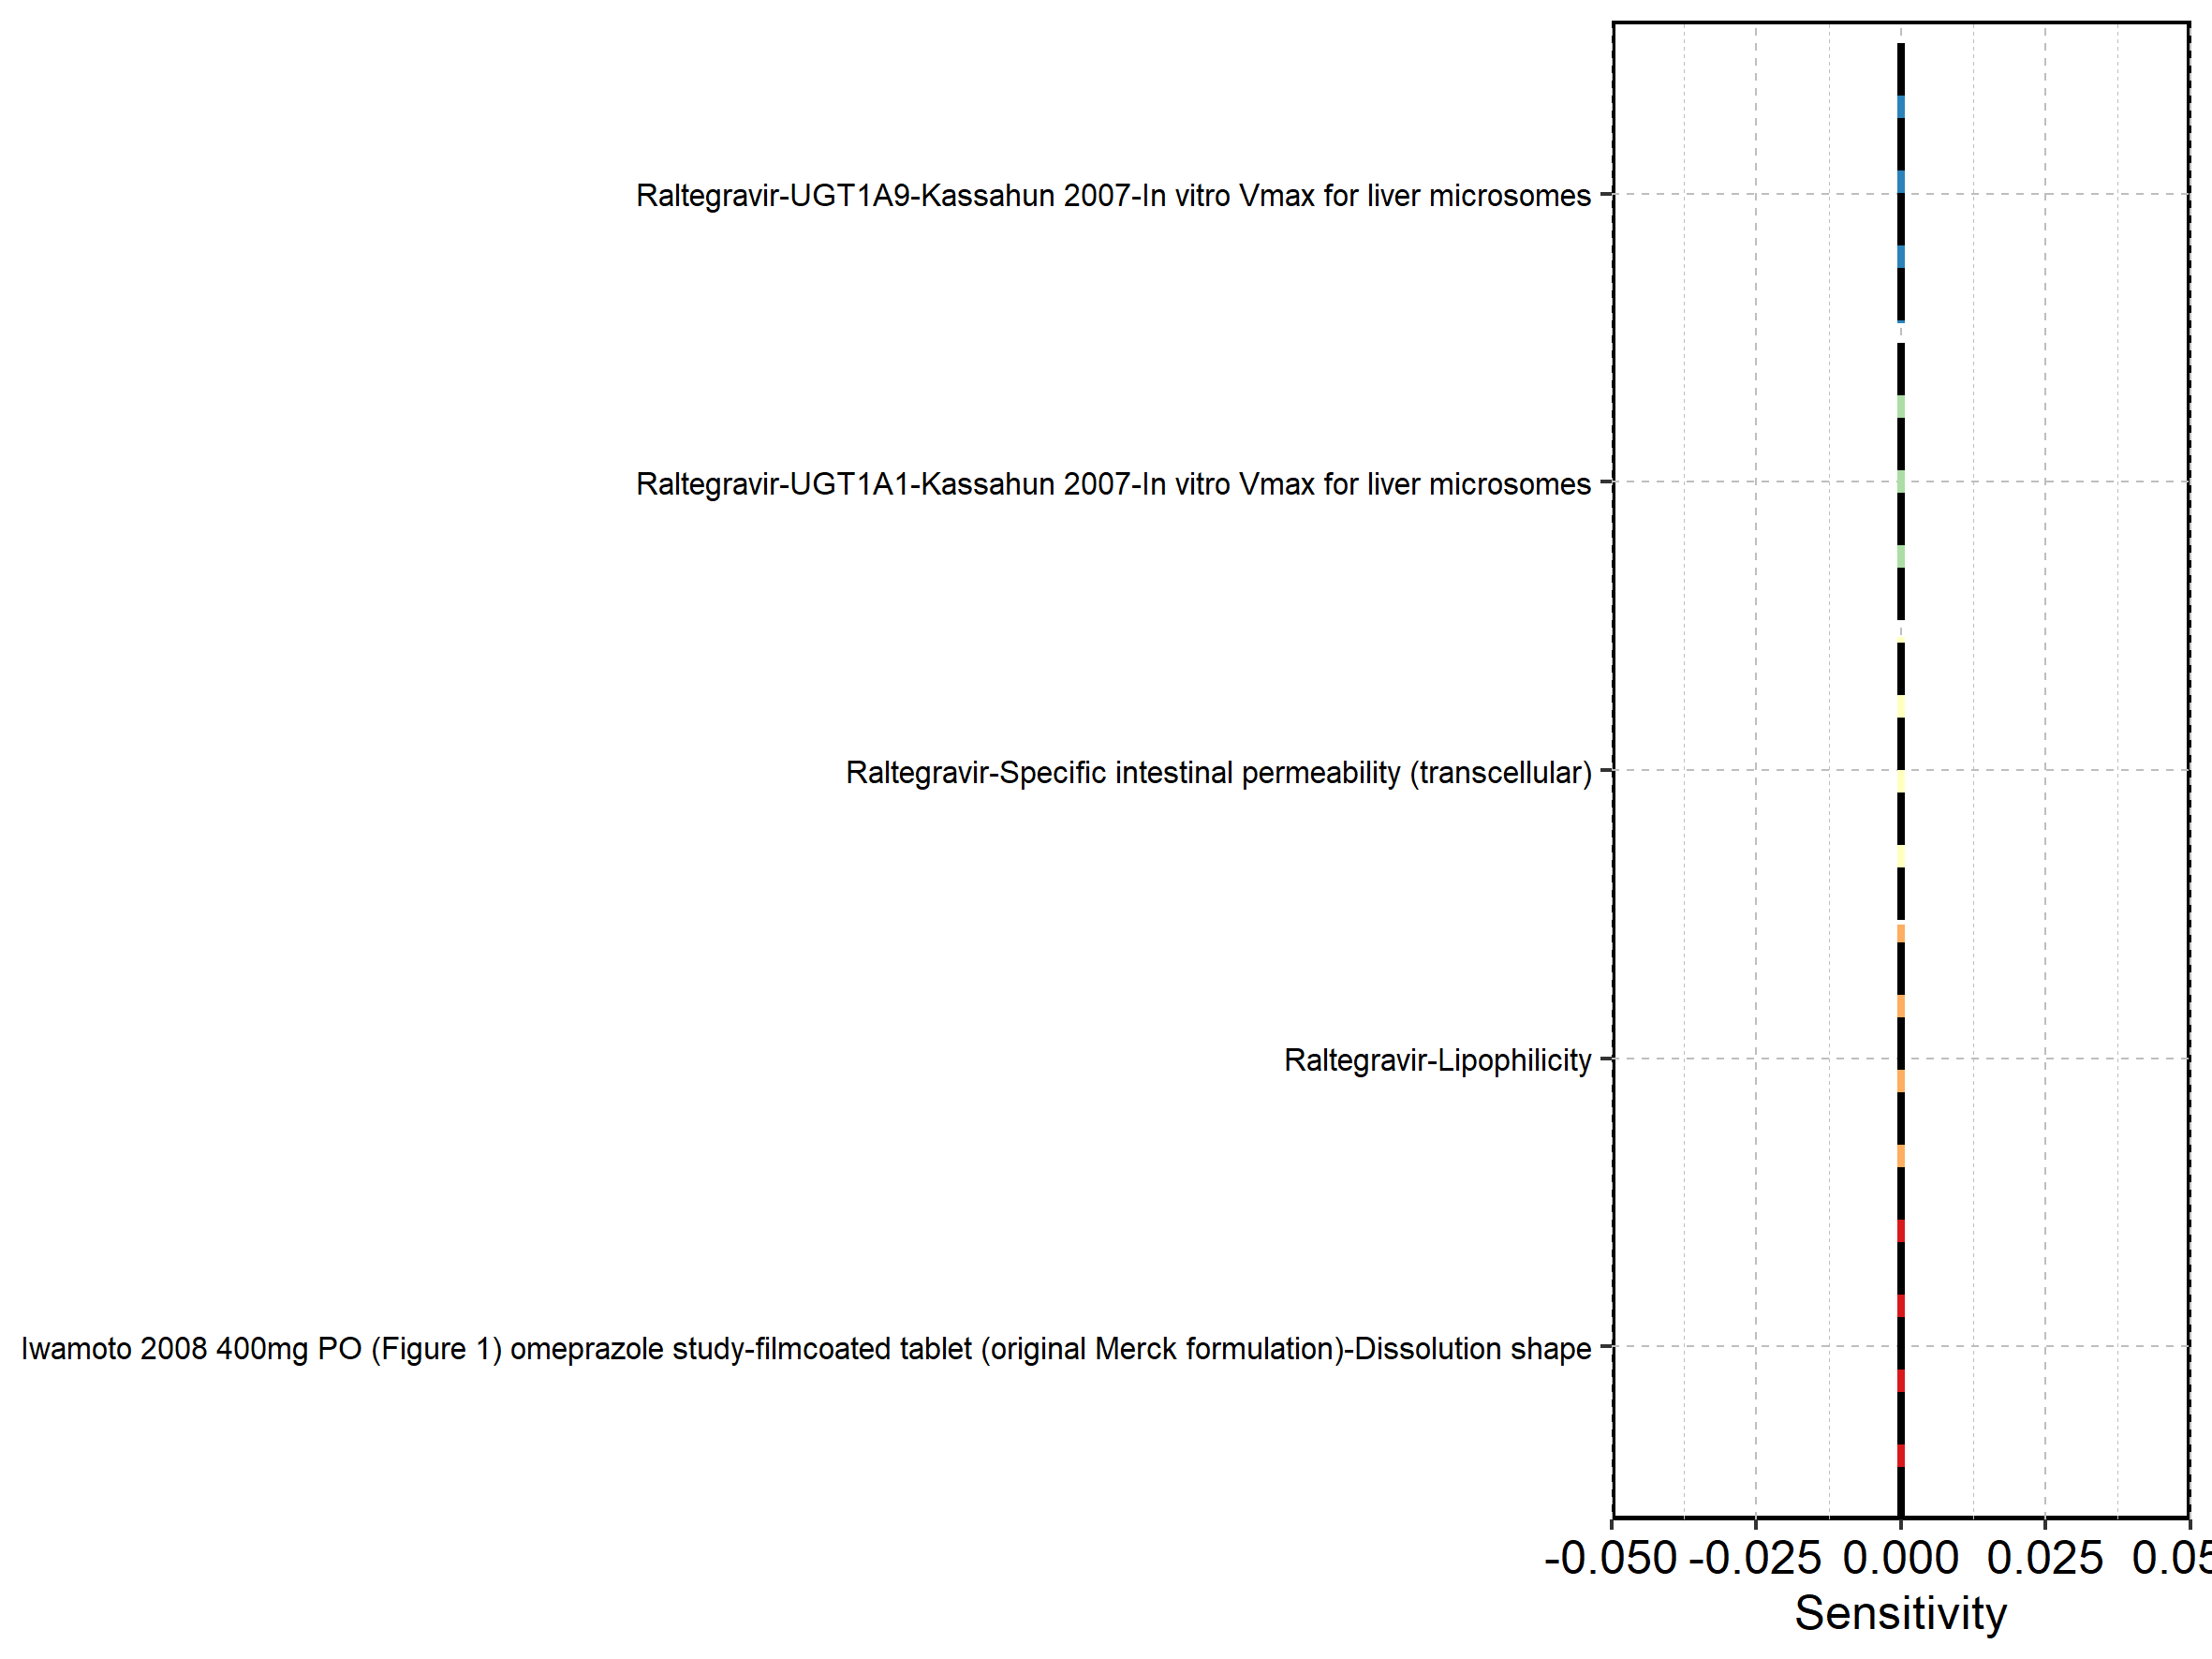 Raltegravir-UGT1A9-Kassahun 2007-In vitro Vmax for liver microsomes
Raltegravir-UGT1A1-Kassahun 2007-In vitro Vmax for liver microsomes
Raltegravir-Specific intestinal permeability (transcellular)
Raltegravir-Lipophilicity
Iwamoto 2008 400mg PO (Figure 1) omeprazole study-filmcoated tablet (original Merck formulation)-Dissolution shape
-0.050 -0.025 0.000 0.025 0.05
Sensitivity